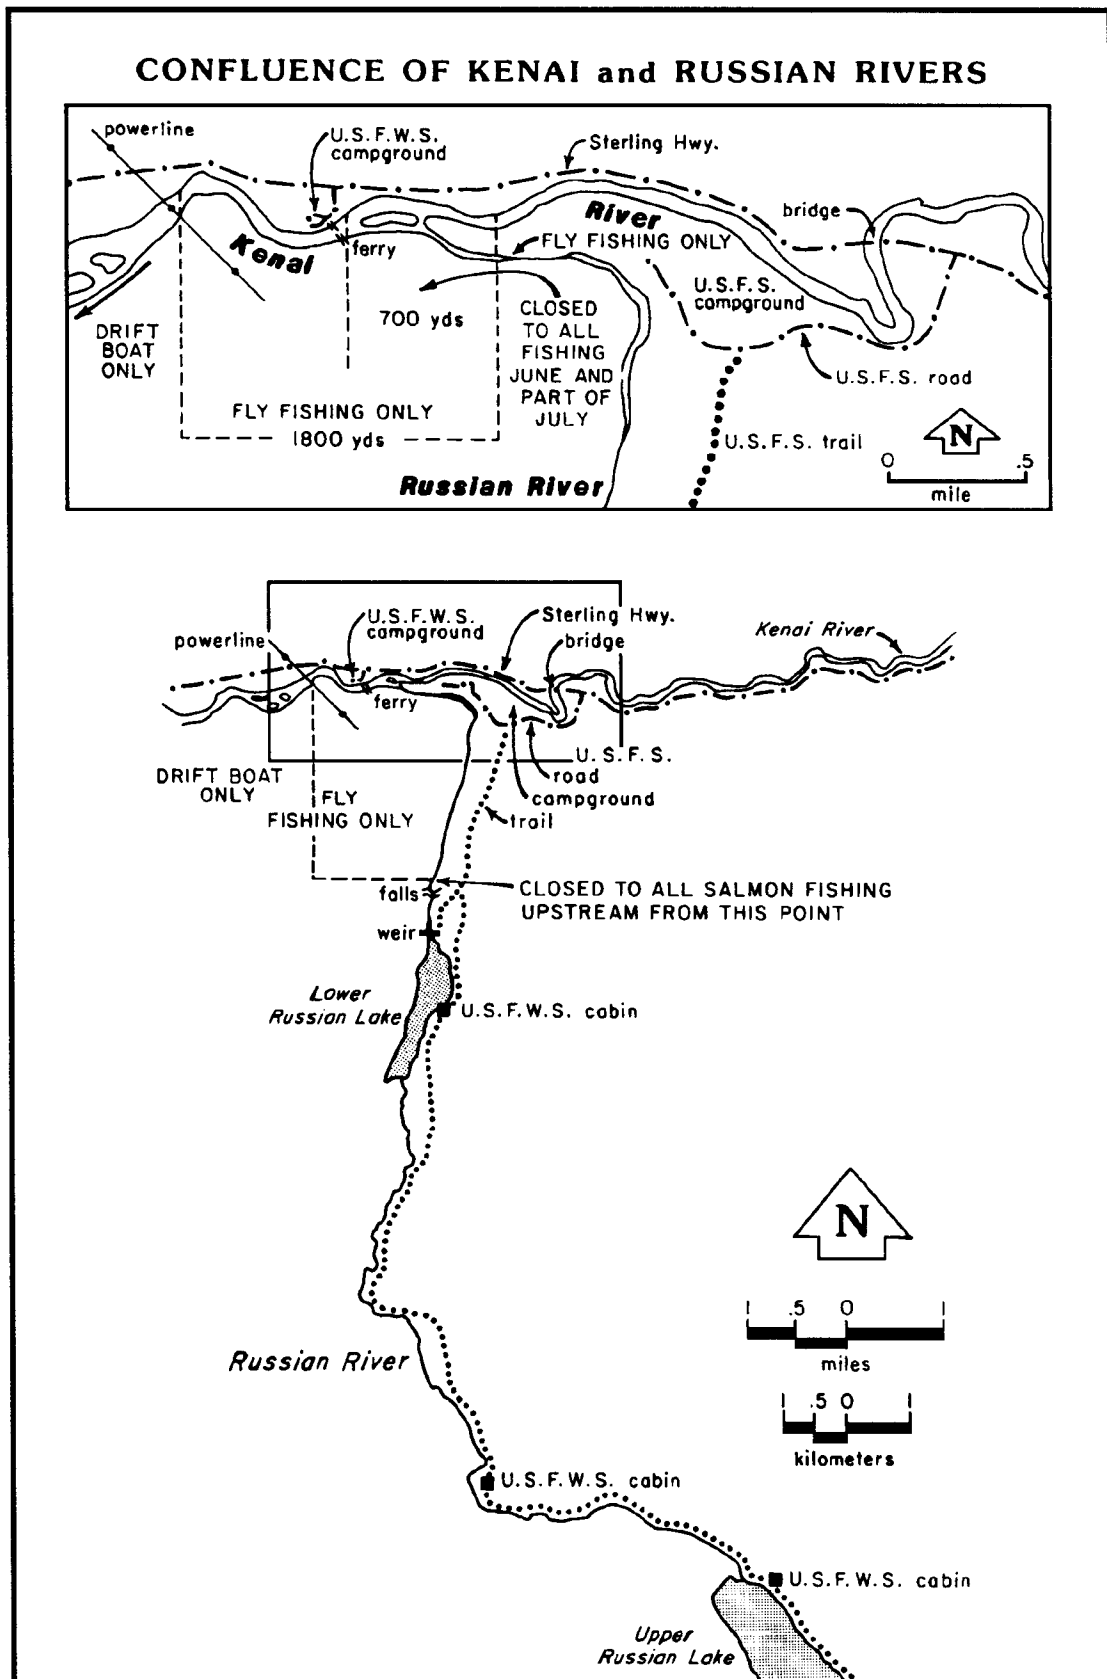 CONFLUENCE OF KENAI and RUSSIAN RIVERS
powerline
U.S.F.W.S.
campground
Sterling Hwy.
bridge
River
Kenai
ferry
FLY FISHING ONLY
U.S.F.S.
campground
700 yds
CLOSED
TO ALL
FISHING
JUNE AND
PART OF
JULY
DRIFT
BOAT
ONLY
U.S.F.S. road
FLY FISHING ONLY
1800 yds
U.S.F.S. trail
N
0 .5
mile
Russian River
U.S.F.W.S.
campground
Sterling Hwy.
bridge
Kenai River
powerline
ferry
U.S.F.S.
road
campground
trail
DRIFT BOAT
ONLY
FLY
FISHING ONLY
falls
CLOSED TO ALL SALMON FISHING
UPSTREAM FROM THIS POINT
weir
Lower
Russian Lake
U.S.F.W.S. cabin
N
1 .5 0 1
miles
Russian River
1 .5 0 1
kilometers
U.S.F.W.S. cabin
U.S.F.W.S. cabin
Upper
Russian Lake